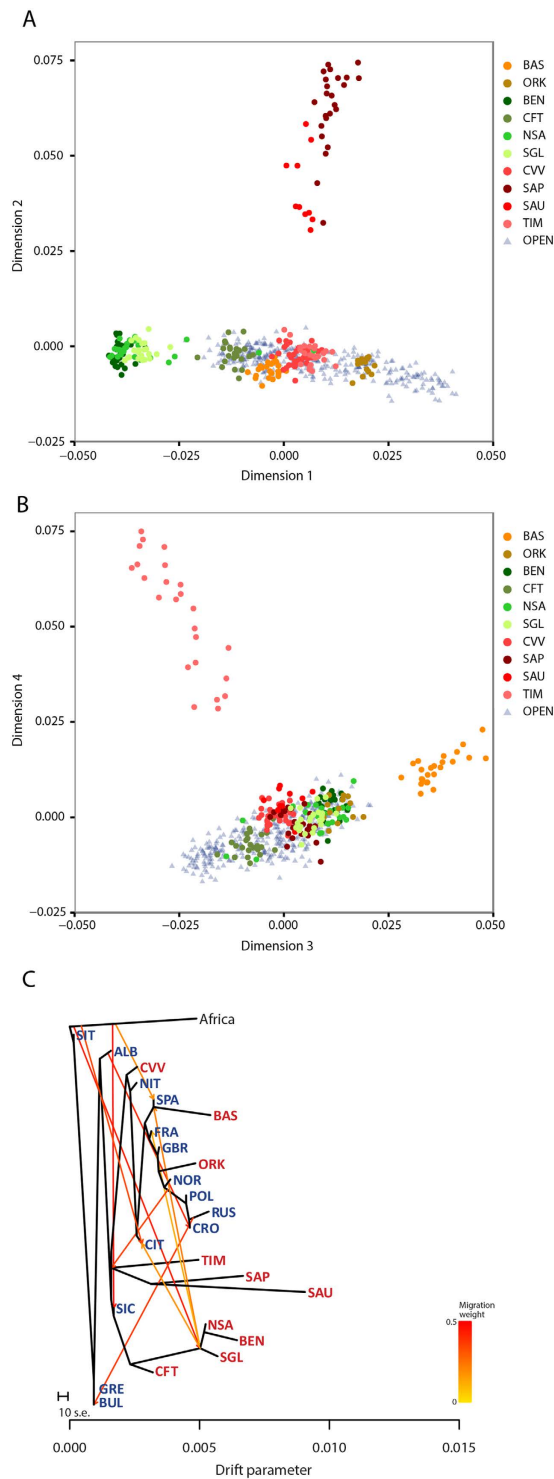 A
0.075
0.050
0.025
0.000
−0.025
−0.050
−0.025
0.000
0.025
0.050
Dimension 2
Dimension 1
BAS
ORK
BEN
CFT
NSA
SGL
CVV
SAP
SAU
TIM
OPEN
B
0.075
0.050
0.025
0.000
−0.025
−0.050
−0.025
0.000
0.025
0.050
Dimension 4
Dimension 3
BAS
ORK
BEN
CFT
NSA
SGL
CVV
SAP
SAU
TIM
OPEN
C
Africa
SIT
ALB
CVV
NIT
SPA
BAS
FRA
GBR
ORK
NOR
POL
RUS
CRO
CIT
TIM
SAP
SAU
SIC
NSA
BEN
SGL
CFT
GRE
BUL
Migration
weight
0.5
0
10 s.e.
0.000
0.005
0.010
0.015
Drift parameter